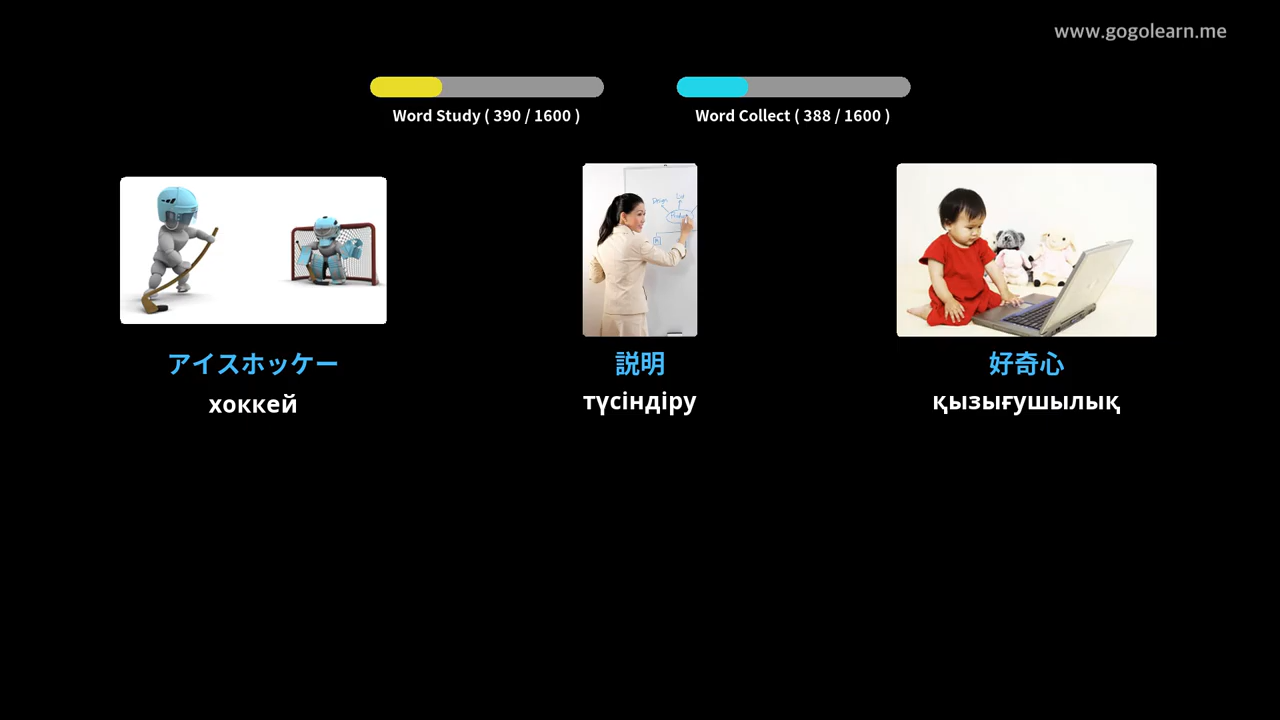 www.gogolearn.me
Word Study ( 390 / 1600 )
Word Collect ( 388 / 1600 )
アイスホッケー
хоккей
説明
түсіндіру
好奇心
қызығушылық